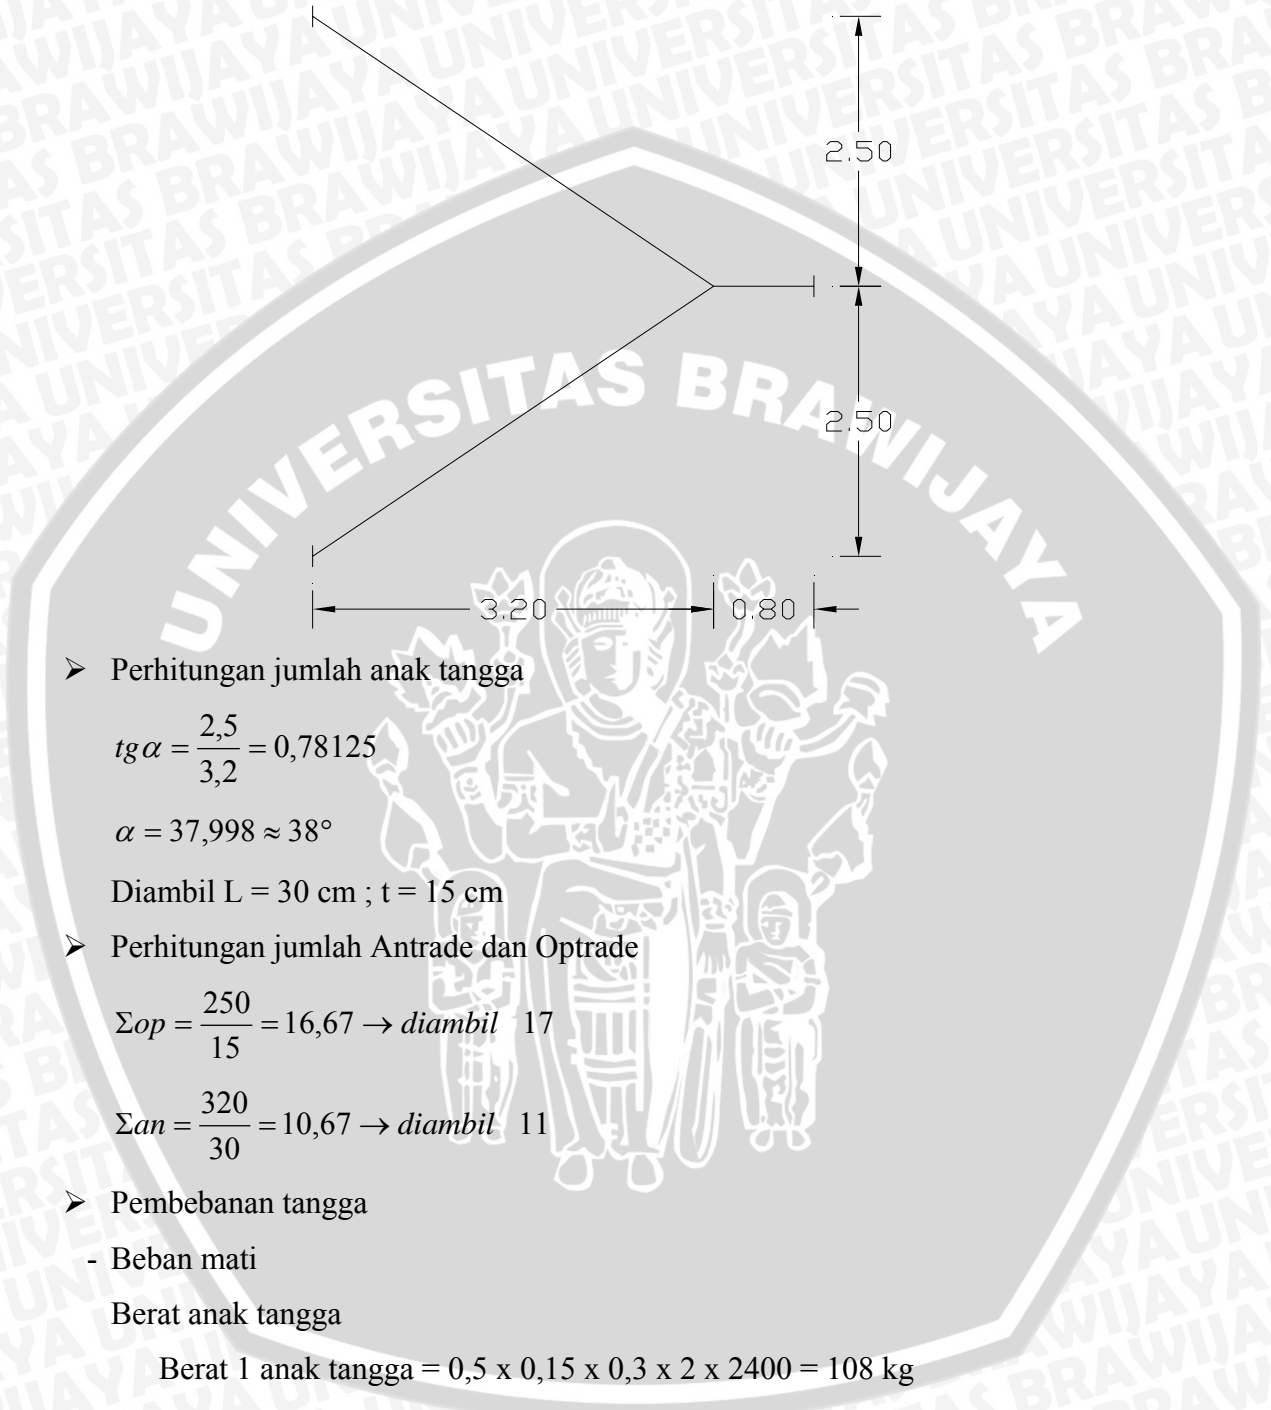 2.50
2.50
3.20 0.80
UNIVERSITAS BRAWIJAYA
➢ Perhitungan jumlah anak tangga
tgα = 2,5/3,2 = 0,78125
α = 37,998 ≈ 38°
Diambil L = 30 cm ; t = 15 cm
➢ Perhitungan jumlah Antrade dan Optrade
Σop = 250/15 = 16,67 → diambil 17
Σan = 320/30 = 10,67 → diambil 11
➢ Pembebanan tangga
- Beban mati
Berat anak tangga
Berat 1 anak tangga = 0,5 x 0,15 x 0,3 x 2 x 2400 = 108 kg